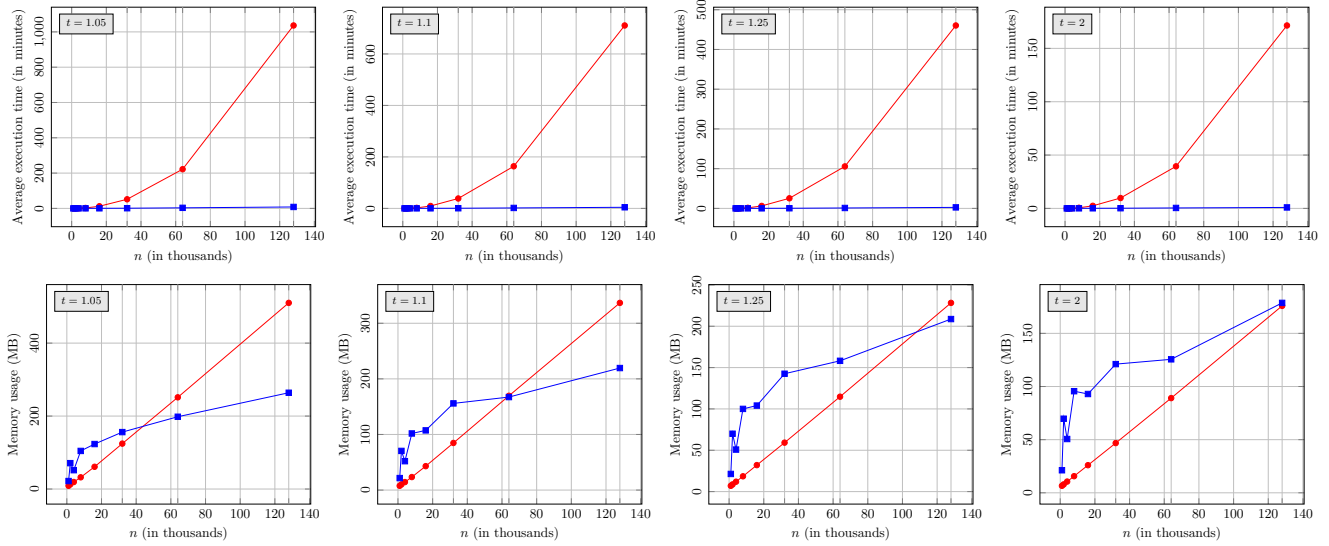 t = 1.05
Average execution time (in minutes)
1,000
800
600
400
200
0
0 20 40 60 80 100 120 140
n (in thousands)
t = 1.1
Average execution time (in minutes)
600
400
200
0
0 20 40 60 80 100 120 140
n (in thousands)
t = 1.25
Average execution time (in minutes)
500
400
300
200
100
0
0 20 40 60 80 100 120 140
n (in thousands)
t = 2
Average execution time (in minutes)
150
100
50
0
0 20 40 60 80 100 120 140
n (in thousands)
t = 1.05
Memory usage (MB)
400
200
0
0 20 40 60 80 100 120 140
n (in thousands)
t = 1.1
Memory usage (MB)
300
200
100
0
0 20 40 60 80 100 120 140
n (in thousands)
t = 1.25
Memory usage (MB)
250
200
150
100
50
0
0 20 40 60 80 100 120 140
n (in thousands)
t = 2
Memory usage (MB)
150
100
50
0
0 20 40 60 80 100 120 140
n (in thousands)